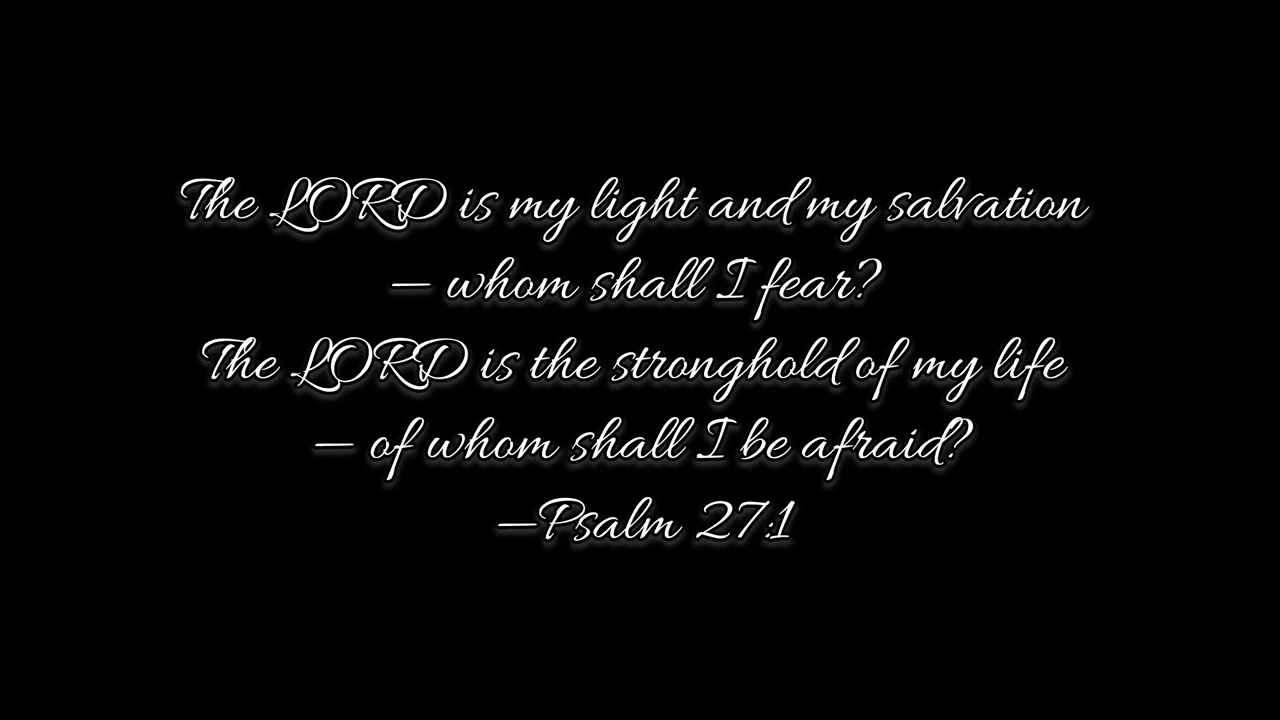 The LORD is my light and my salvation
— whom shall I fear?
The LORD is the stronghold of my life
— of whom shall I be afraid?
—Psalm 27:1